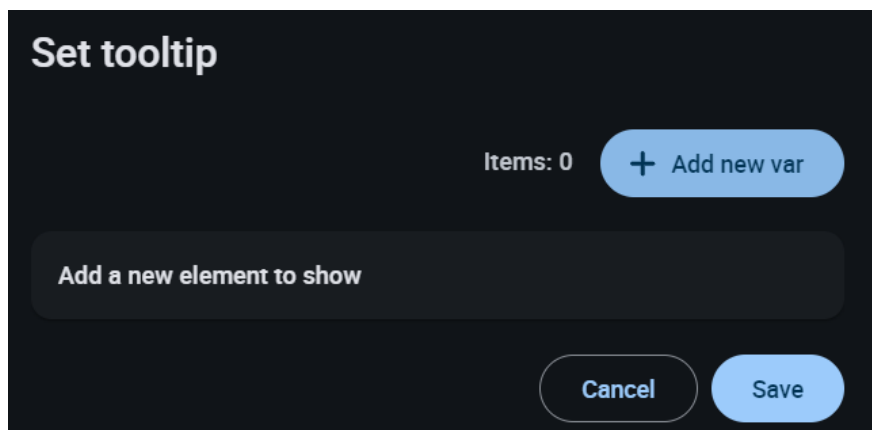 Set tooltip
Items: 0
Add new var
Add a new element to show
Cancel
Save